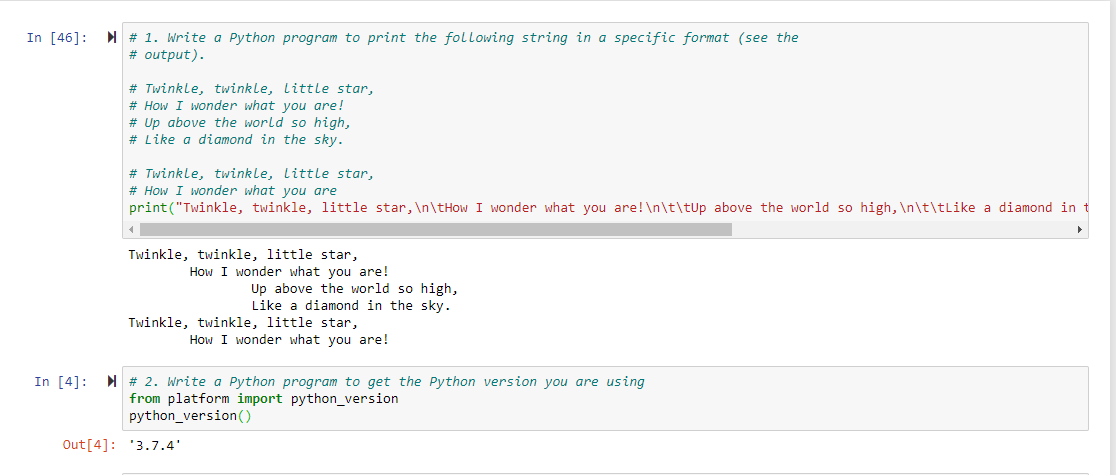 In [46]: # 1. Write a Python program to print the following string in a specific format (see the
# output).
# Twinkle, twinkle, little star,
# How I wonder what you are!
# Up above the world so high,
# Like a diamond in the sky.
# Twinkle, twinkle, little star,
# How I wonder what you are
print("Twinkle, twinkle, little star,\n\tHow I wonder what you are!\n\t\tUp above the world so high,\n\t\tLike a diamond in
Twinkle, twinkle, little star,
        How I wonder what you are!
                Up above the world so high,
                Like a diamond in the sky.
Twinkle, twinkle, little star,
        How I wonder what you are!
In [4]: # 2. Write a Python program to get the Python version you are using
from platform import python_version
python_version()
Out[4]: '3.7.4'